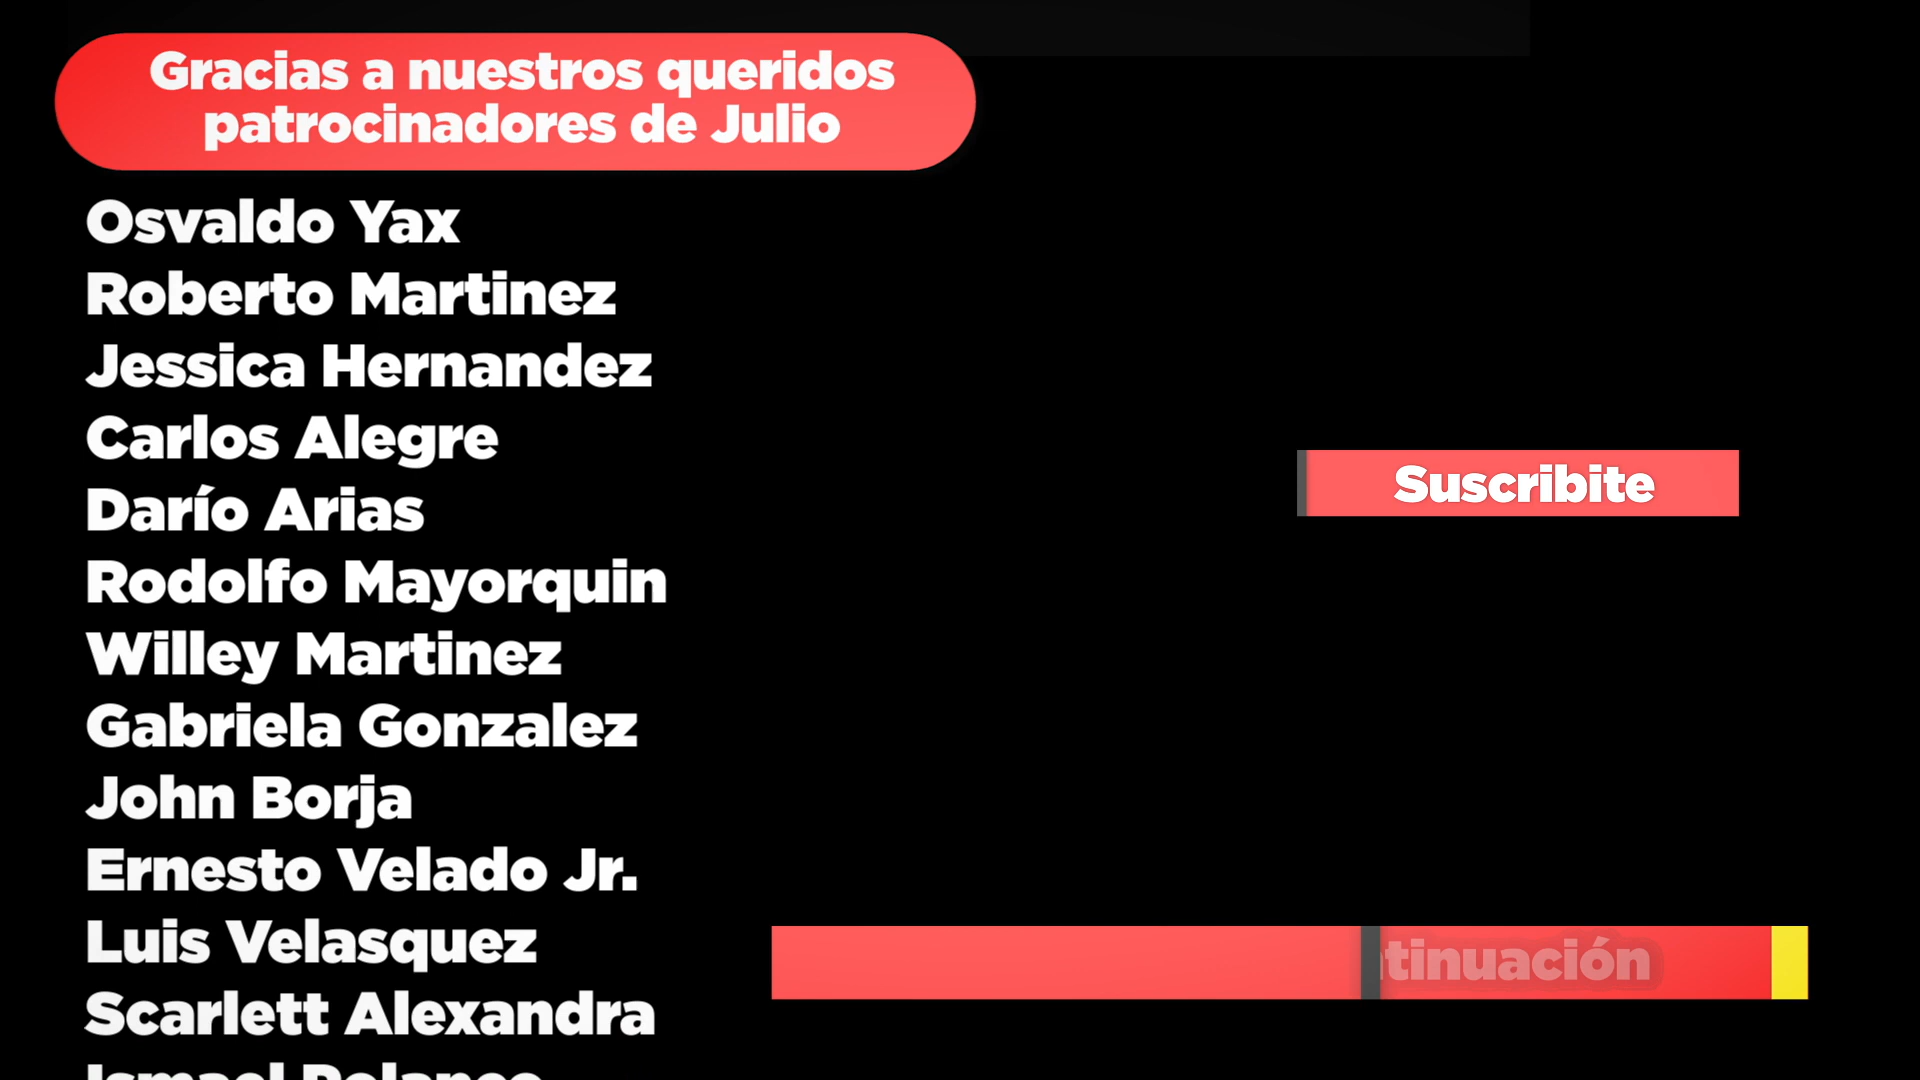 Gracias a nuestros queridos
patrocinadores de Julio
Osvaldo Yax
Roberto Martinez
Jessica Hernandez
Carlos Alegre
Darío Arias
Rodolfo Mayorquin
Willey Martinez
Gabriela Gonzalez
John Borja
Ernesto Velado Jr.
Luis Velasquez
Scarlett Alexandra
Suscribite